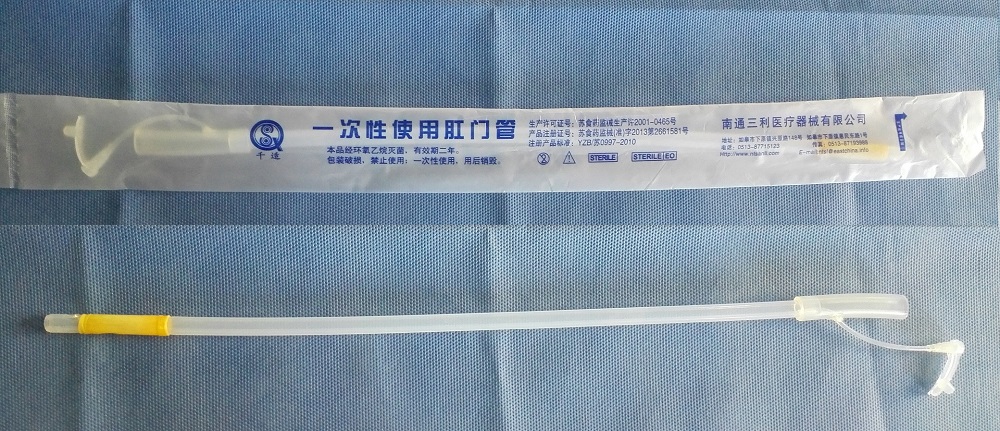 千造
一次性使用肛门管
本品经环氧乙烷灭菌，有效期二年。
包装破损，禁止使用；一次性使用，用后销毁。
生产许可证号：苏食药监械生产许2001-0465号
产品注册证号：苏食药监械(准)字2013第2661581号
注册产品标准：YZB/苏0997-2010
STERILE
STERILE EO
南通三利医疗器械有限公司
电话：0513-87715123